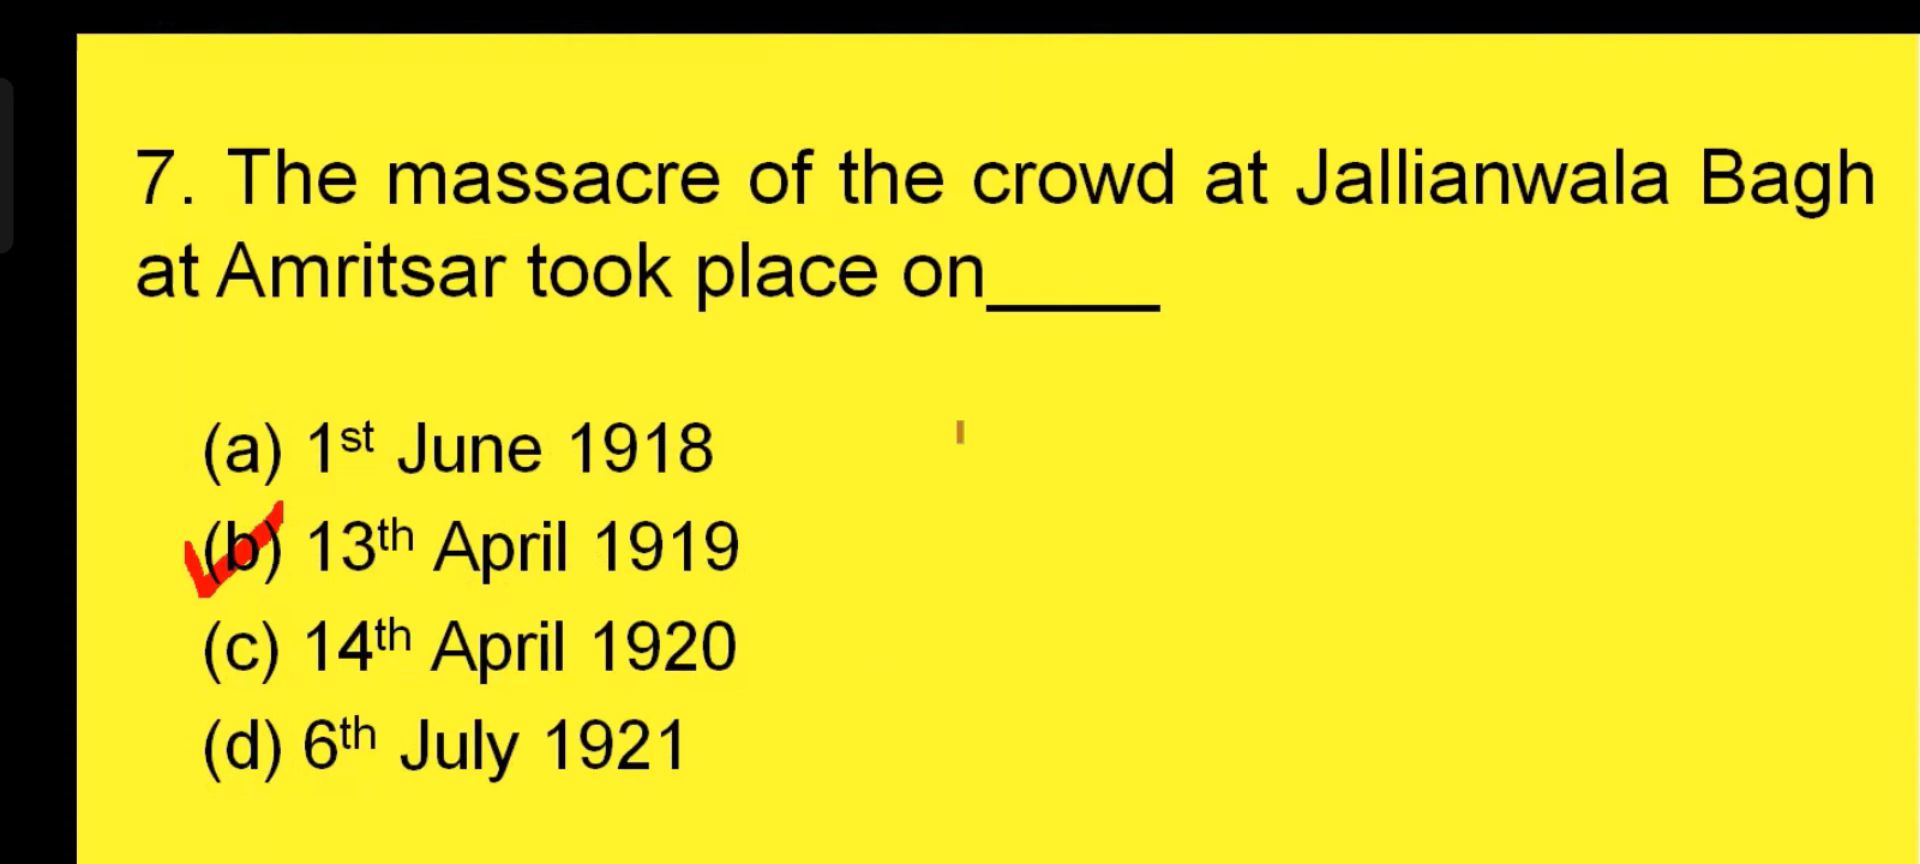 7. The massacre of the crowd at Jallianwala Bagh
at Amritsar took place on____
(a) 1st June 1918
(b) 13th April 1919
(c) 14th April 1920
(d) 6th July 1921